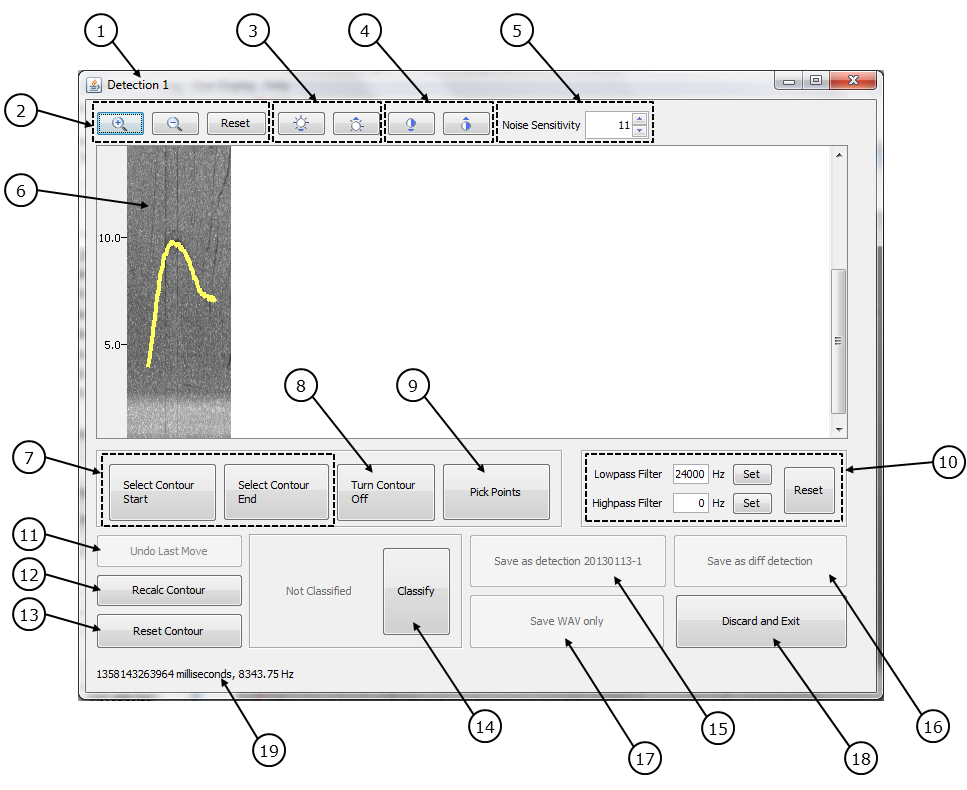 1
3
4
5
Detection 1
2
Reset
Noise Sensitivity 11
6
10.0
5.0
8
9
7
Select Contour
Start
Select Contour
End
Turn Contour
Off
Pick Points
Lowpass Filter 24000 Hz Set
Highpass Filter 0 Hz Set
Reset
10
11
Undo Last Move
12
Recalc Contour
13
Reset Contour
Not Classified
Classify
Save as detection 20130113-1
Save as diff detection
Save WAV only
Discard and Exit
1358143263964 milliseconds, 8343.75 Hz
14
15
16
17
18
19